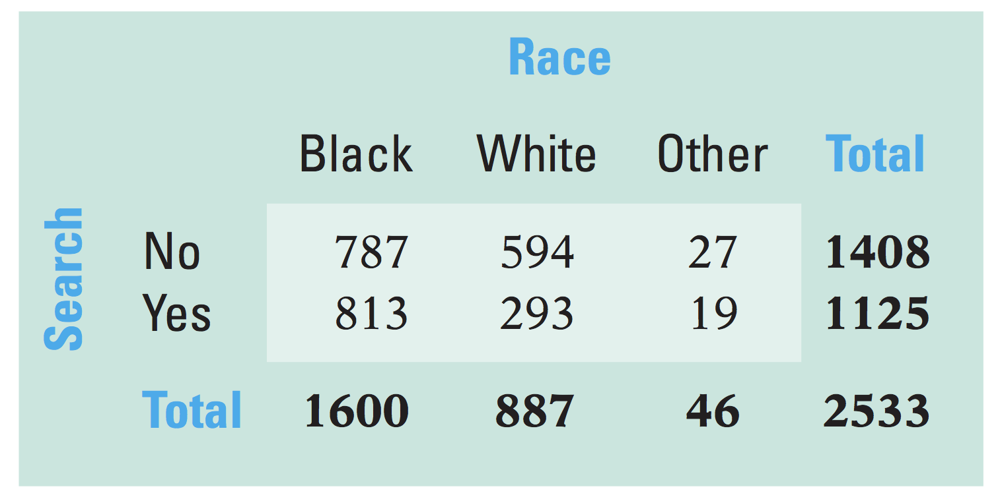 Race
Black White Other Total
Search
No 787 594 27 1408
Yes 813 293 19 1125
Total 1600 887 46 2533